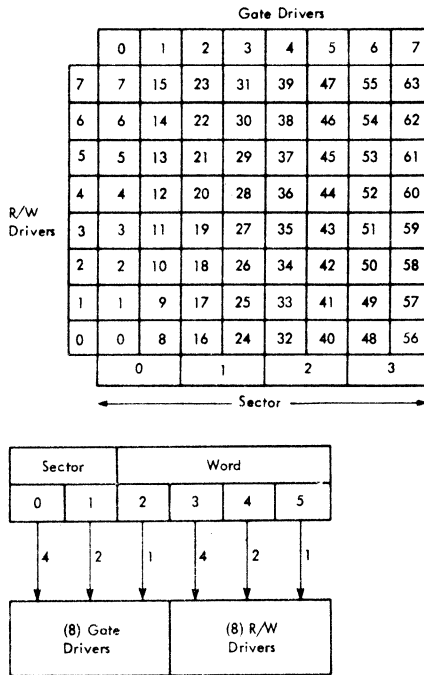 Gate Drivers
0 1 2 3 4 5 6 7
7 7 15 23 31 39 47 55 63
6 6 14 22 30 38 46 54 62
5 5 13 21 29 37 45 53 61
4 4 12 20 28 36 44 52 60
R/W
Drivers
3 3 11 19 27 35 43 51 59
2 2 10 18 26 34 42 50 58
1 1 9 17 25 33 41 49 57
0 0 8 16 24 32 40 48 56
0 1 2 3
Sector
Sector Word
0 1 2 3 4 5
4 2 1 4 2 1
(8) Gate
Drivers
(8) R/W
Drivers